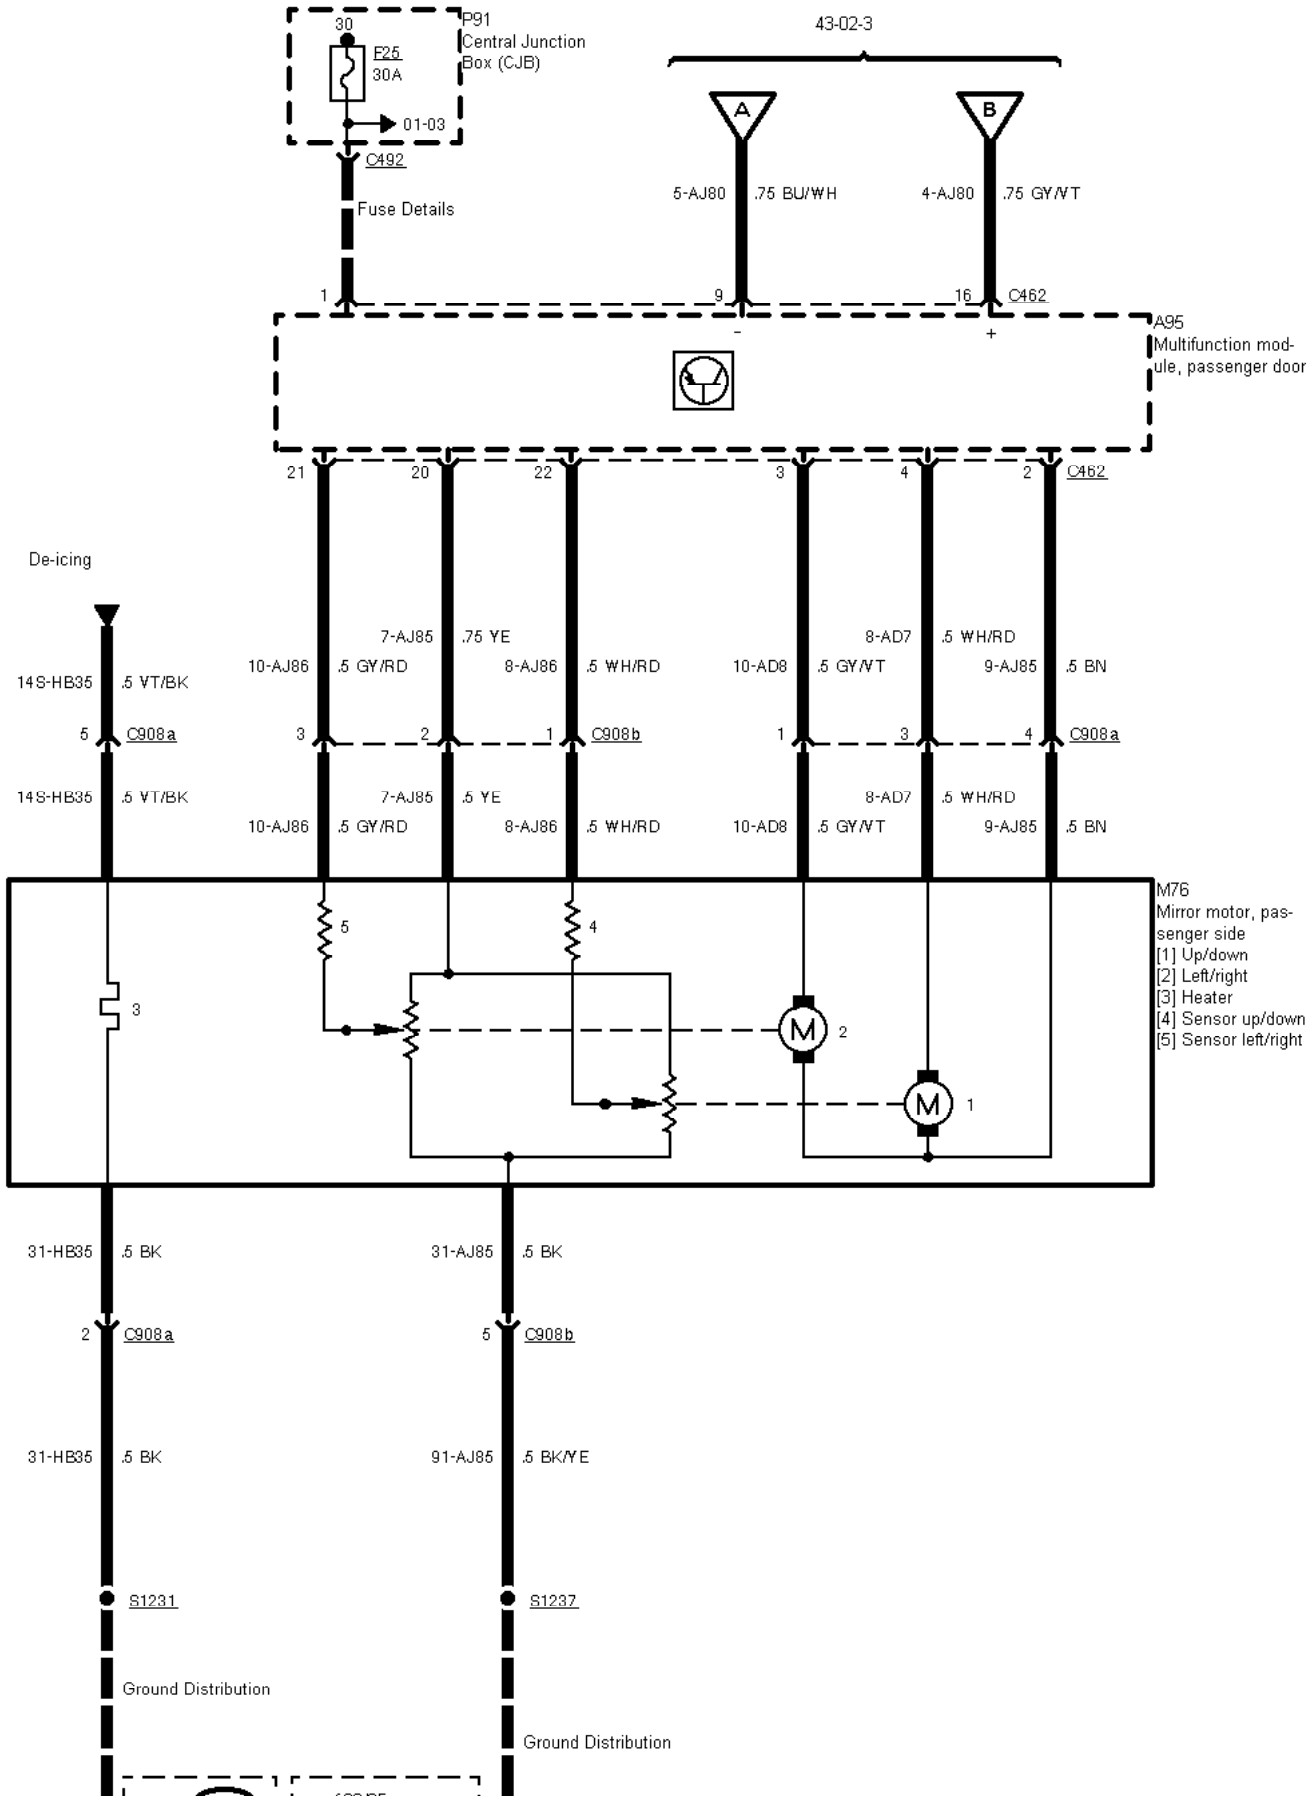 30
P91
43-02-3
F25
Central Junction
Box (CJB)
30A
A
B
01-03
C492
5-AJ80 .75 BU/WH
4-AJ80 .75 GY/VT
Fuse Details
1 9 16 C462
- +
A95
Multifunction mod-
ule, passenger door
21 20 22 3 4 2 C462
De-icing
7-AJ85 .75 YE 8-AD7 .5 WH/RD
10-AJ86 .5 GY/RD 8-AJ86 .5 WH/RD 10-AD8 .5 GY/VT 9-AJ85 .5 BN
14S-HB35 .5 VT/BK
5 C908a 3 2 1 C908b 1 3 4 C908a
14S-HB35 .5 VT/BK 7-AJ85 .5 YE 8-AD7 .5 WH/RD
10-AJ86 .5 GY/RD 8-AJ86 .5 WH/RD 10-AD8 .5 GY/VT 9-AJ85 .5 BN
M76
Mirror motor, pas-
senger side
[1] Up/down
[2] Left/right
[3] Heater
[4] Sensor up/down
[5] Sensor left/right
5 4
3
M 2
M 1
31-HB35 .5 BK 31-AJ85 .5 BK
2 C908a 5 C908b
31-HB35 .5 BK 91-AJ85 .5 BK/YE
S1231 S1237
Ground Distribution
Ground Distribution